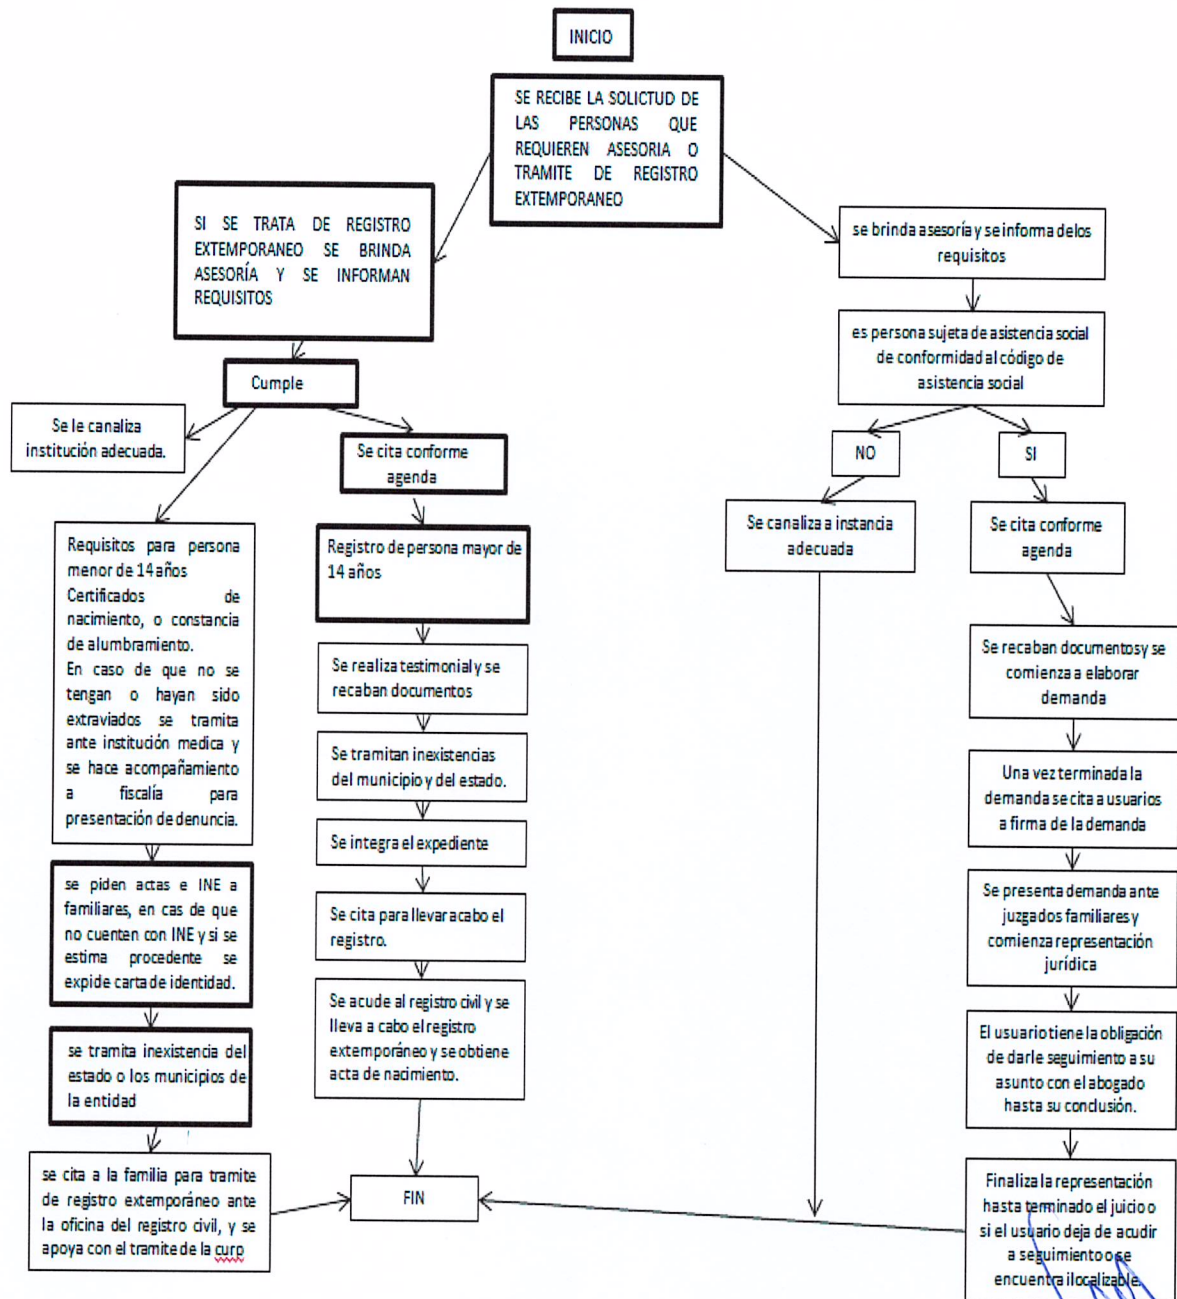 INICIO
SE RECIBE LA SOLICTUD DE
LAS PERSONAS QUE
REQUIEREN ASESORIA O
TRAMITE DE REGISTRO
EXTEMPORANEO
SI SE TRATA DE REGISTRO
EXTEMPORANEO SE BRINDA
ASESORÍA Y SE INFORMAN
REQUISITOS
Cumple
Se le canaliza
institución adecuada.
Se cita conforme
agenda
Requisitos para persona
menor de 14 años
Certificados de
nacimiento, o constancia
de alumbramiento.
En caso de que no se
tengan o hayan sido
extraviados se tramita
ante institución medica y
se hace acompañamiento
a fiscalía para
presentación de denuncia.
se piden actas e INE a
familiares, en cas de que
no cuenten con INE y si se
estima procedente se
expide carta de identidad.
se tramita inexistencia del
estado o los municipios de
la entidad
se cita a la familia para tramite
de registro extemporáneo ante
la oficina del registro civil, y se
apoya con el tramite de la curp
Registro de persona mayor de
14 años
Se realiza testimonial y se
recaban documentos
Se tramitan inexistencias
del municipio y del estado.
Se integra el expediente
Se cita para llevar acabo el
registro.
Se acude al registro civil y se
lleva a cabo el registro
extemporáneo y se obtiene
acta de nacimiento.
FIN
se brinda asesoría y se informa delos
requisitos
es persona sujeta de asistencia social
de conformidad al código de
asistencia social
NO
SI
Se canaliza a instancia
adecuada
Se cita conforme
agenda
Se recaban documentos y se
comienza a elaborar
demanda
Una vez terminada la
demanda se cita a usuarios
a firma de la demanda
Se presenta demanda ante
juzgados familiares y
comienza representación
jurídica
El usuario tiene la obligación
de darle seguimiento a su
asunto con el abogado
hasta su conclusión.
Finaliza la representación
hasta terminado el juicio o
si el usuario deja de acudir
a seguimiento o se
encuentra ilocalizable.